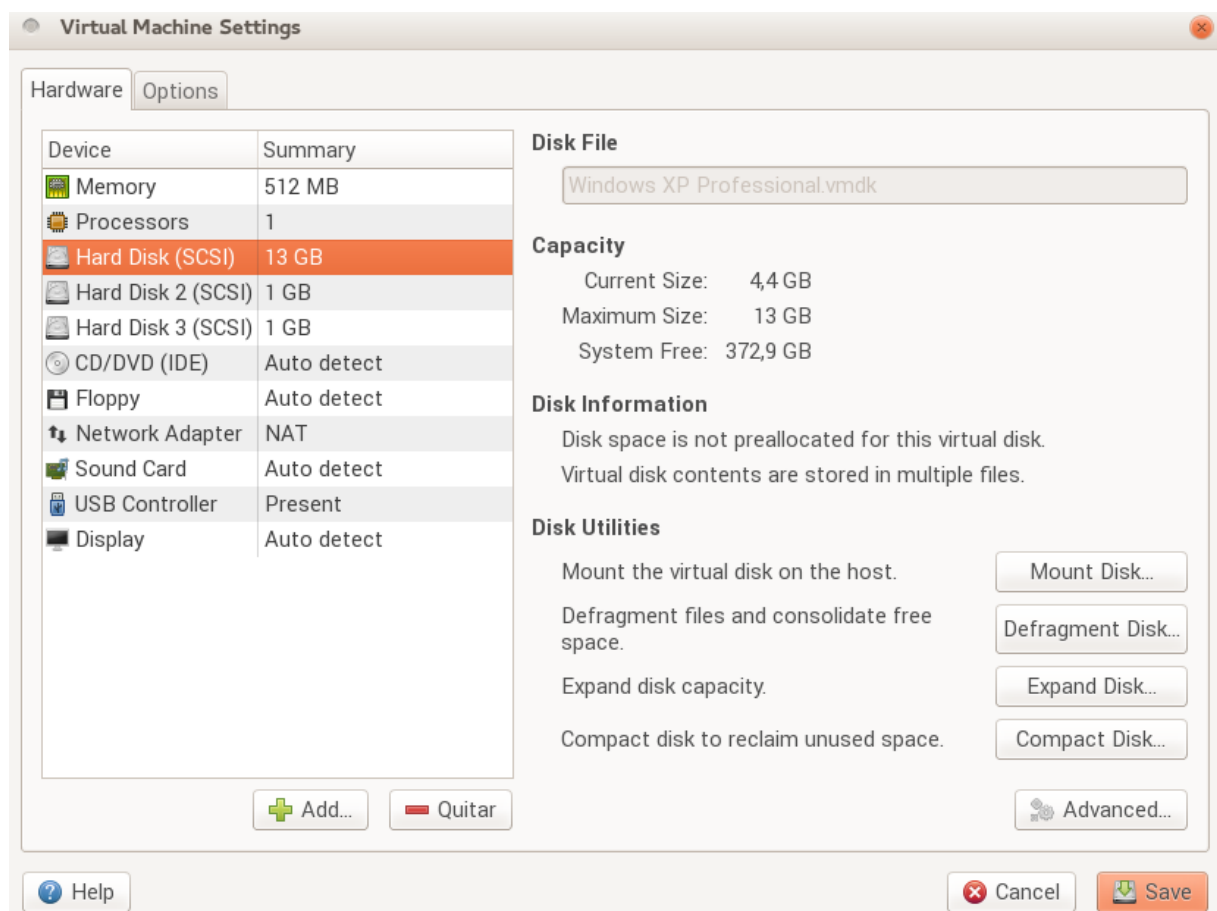 Virtual Machine Settings
Hardware Options
Device Summary
Memory 512 MB
Processors 1
Hard Disk (SCSI) 13 GB
Hard Disk 2 (SCSI) 1 GB
Hard Disk 3 (SCSI) 1 GB
CD/DVD (IDE) Auto detect
Floppy Auto detect
Network Adapter NAT
Sound Card Auto detect
USB Controller Present
Display Auto detect
Add... Quitar
Disk File
Windows XP Professional.vmdk
Capacity
Current Size: 4,4 GB
Maximum Size: 13 GB
System Free: 372,9 GB
Disk Information
Disk space is not preallocated for this virtual disk.
Virtual disk contents are stored in multiple files.
Disk Utilities
Mount the virtual disk on the host. Mount Disk...
Defragment files and consolidate free
space.
Defragment Disk...
Expand disk capacity. Expand Disk...
Compact disk to reclaim unused space. Compact Disk...
Advanced...
Help Cancel Save